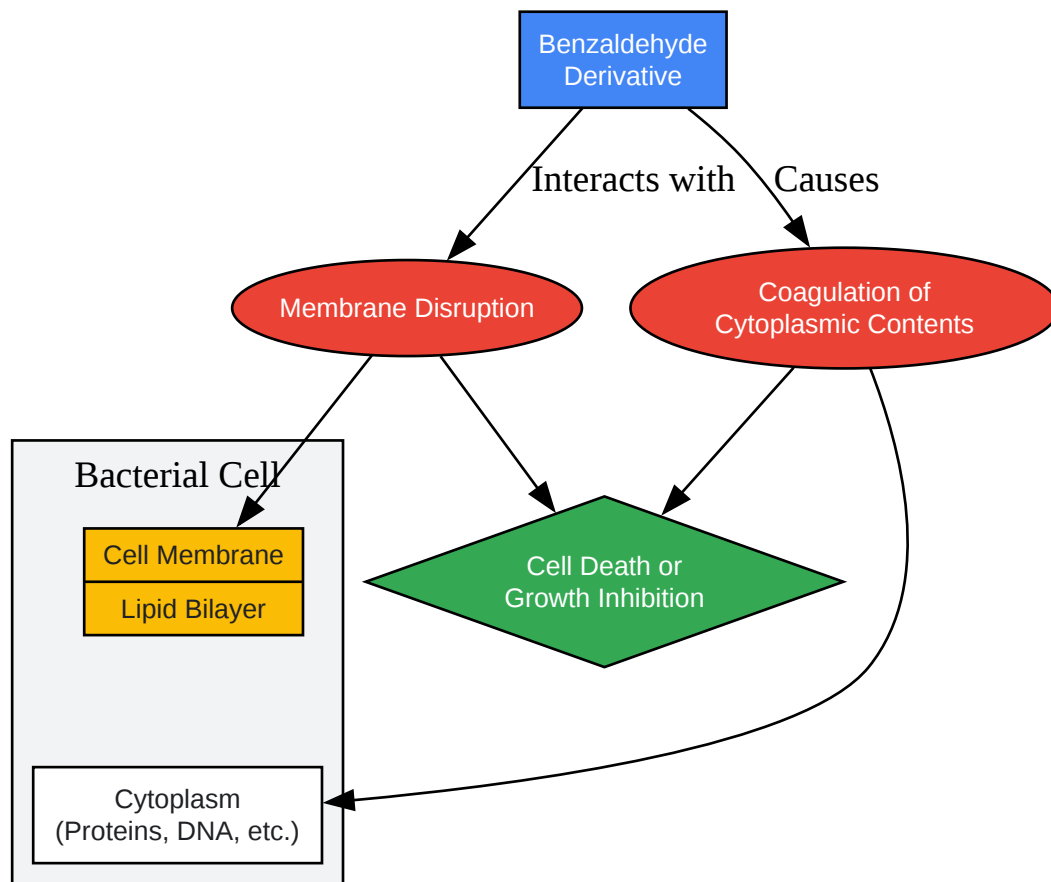 Benzaldehyde
Derivative
Interacts with
Causes
Membrane Disruption
Coagulation of
Cytoplasmic Contents
Bacterial Cell
Cell Membrane
Lipid Bilayer
Cell Death or
Growth Inhibition
Cytoplasm
(Proteins, DNA, etc.)